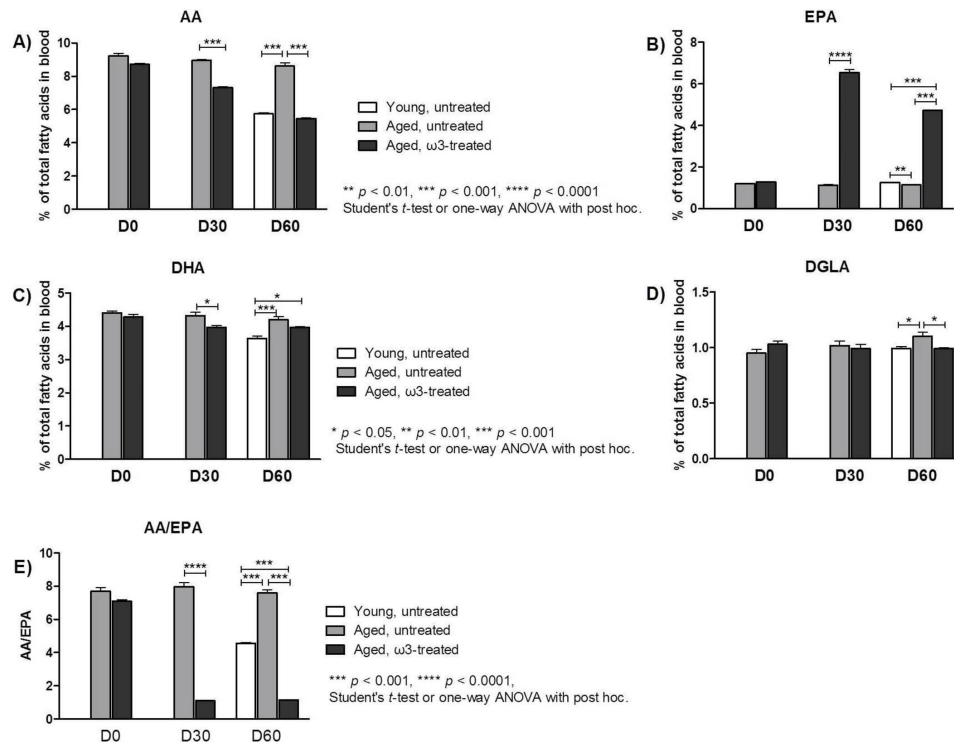 AA
A)
% of total fatty acids in blood
10
8
6
4
2
0
***
***
***
D0
D30
D60
Young, untreated
Aged, untreated
Aged, ω3-treated
** p < 0.01, *** p < 0.001, **** p < 0.0001
Student's t-test or one-way ANOVA with post hoc.
EPA
B)
% of total fatty acids in blood
8
6
4
2
0
****
***
***
**
D0
D30
D60
DHA
C)
% of total fatty acids in blood
5
4
3
2
1
0
*
*
***
D0
D30
D60
Young, untreated
Aged, untreated
Aged, ω3-treated
* p < 0.05, ** p < 0.01, *** p < 0.001
Student's t-test or one-way ANOVA with post hoc.
DGLA
D)
% of total fatty acids in blood
1.5
1.0
0.5
0.0
*
*
D0
D30
D60
AA/EPA
E)
AA/EPA
10
8
6
4
2
0
****
***
***
***
D0
D30
D60
Young, untreated
Aged, untreated
Aged, ω3-treated
*** p < 0.001, **** p < 0.0001,
Student's t-test or one-way ANOVA with post hoc.